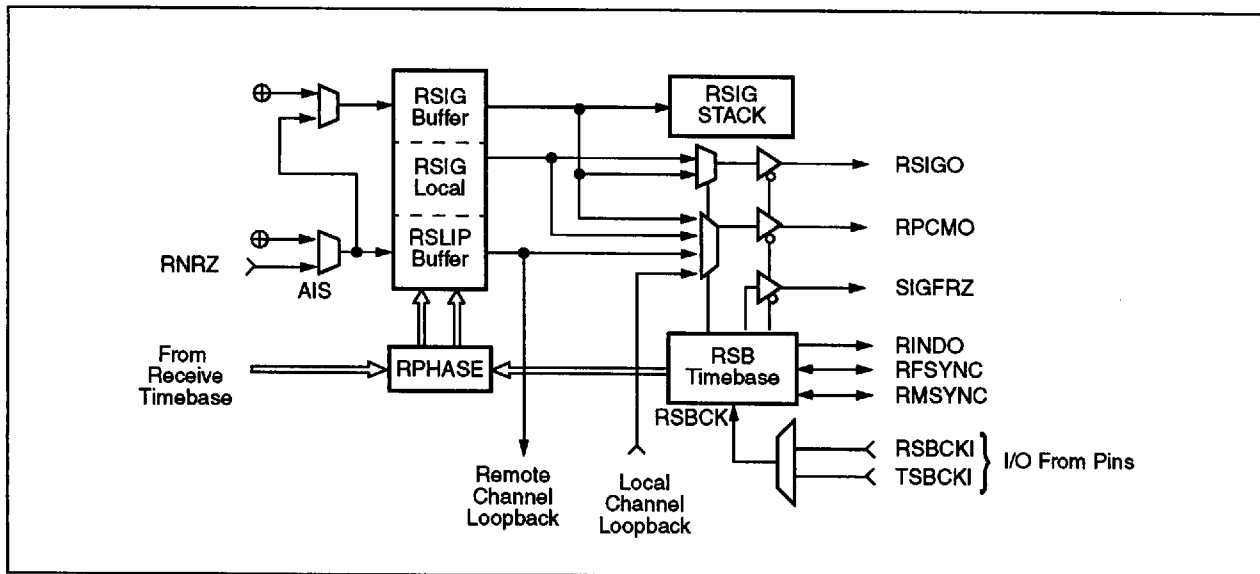 RSIG
Buffer
RSIG
STACK
RSIG
Local
RSIGO
RSLIP
Buffer
RPCMO
RNRZ
AIS
SIGFRZ
From
Receive
Timebase
RPHASE
RSB
Timebase
RINDO
RFSYNC
RMSYNC
RSBCK
RSBCKI
TSBCKI
I/O From Pins
Remote
Channel
Loopback
Local
Channel
Loopback